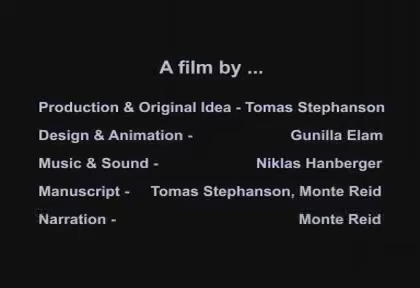 A film by ...
Production & Original Idea - Tomas Stephanson
Design & Animation - Gunilla Elam
Music & Sound - Niklas Hanberger
Manuscript - Tomas Stephanson, Monte Reid
Narration - Monte Reid